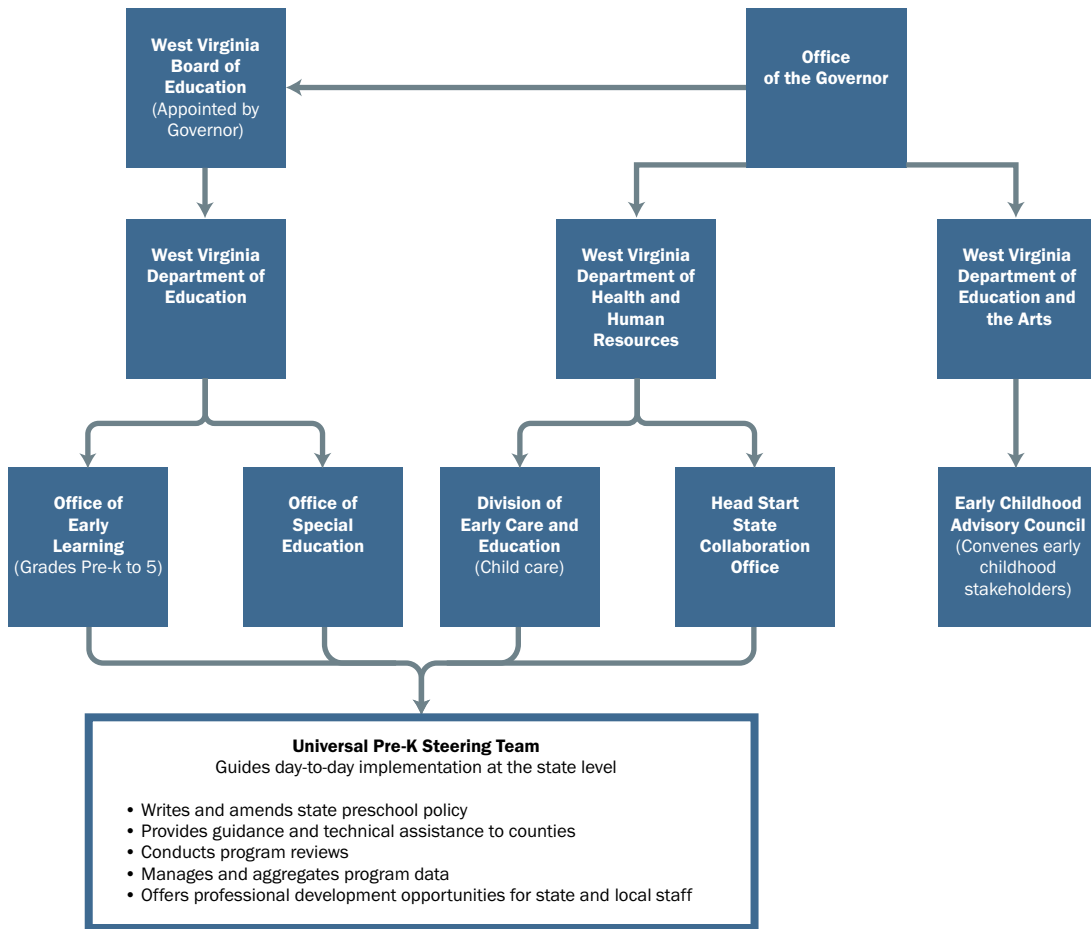 West Virginia
Board of
Education
(Appointed by
Governor)
Office
of the Governor
West Virginia
Department of
Education
West Virginia
Department of
Health and
Human
Resources
West Virginia
Department of
Education and
the Arts
Office of
Early
Learning
(Grades Pre-k to 5)
Office of
Special
Education
Division of
Early Care and
Education
(Child care)
Head Start
State
Collaboration
Office
Early Childhood
Advisory Council
(Convenes early
childhood
stakeholders)
Universal Pre-K Steering Team
Guides day-to-day implementation at the state level
• Writes and amends state preschool policy
• Provides guidance and technical assistance to counties
• Conducts program reviews
• Manages and aggregates program data
• Offers professional development opportunities for state and local staff